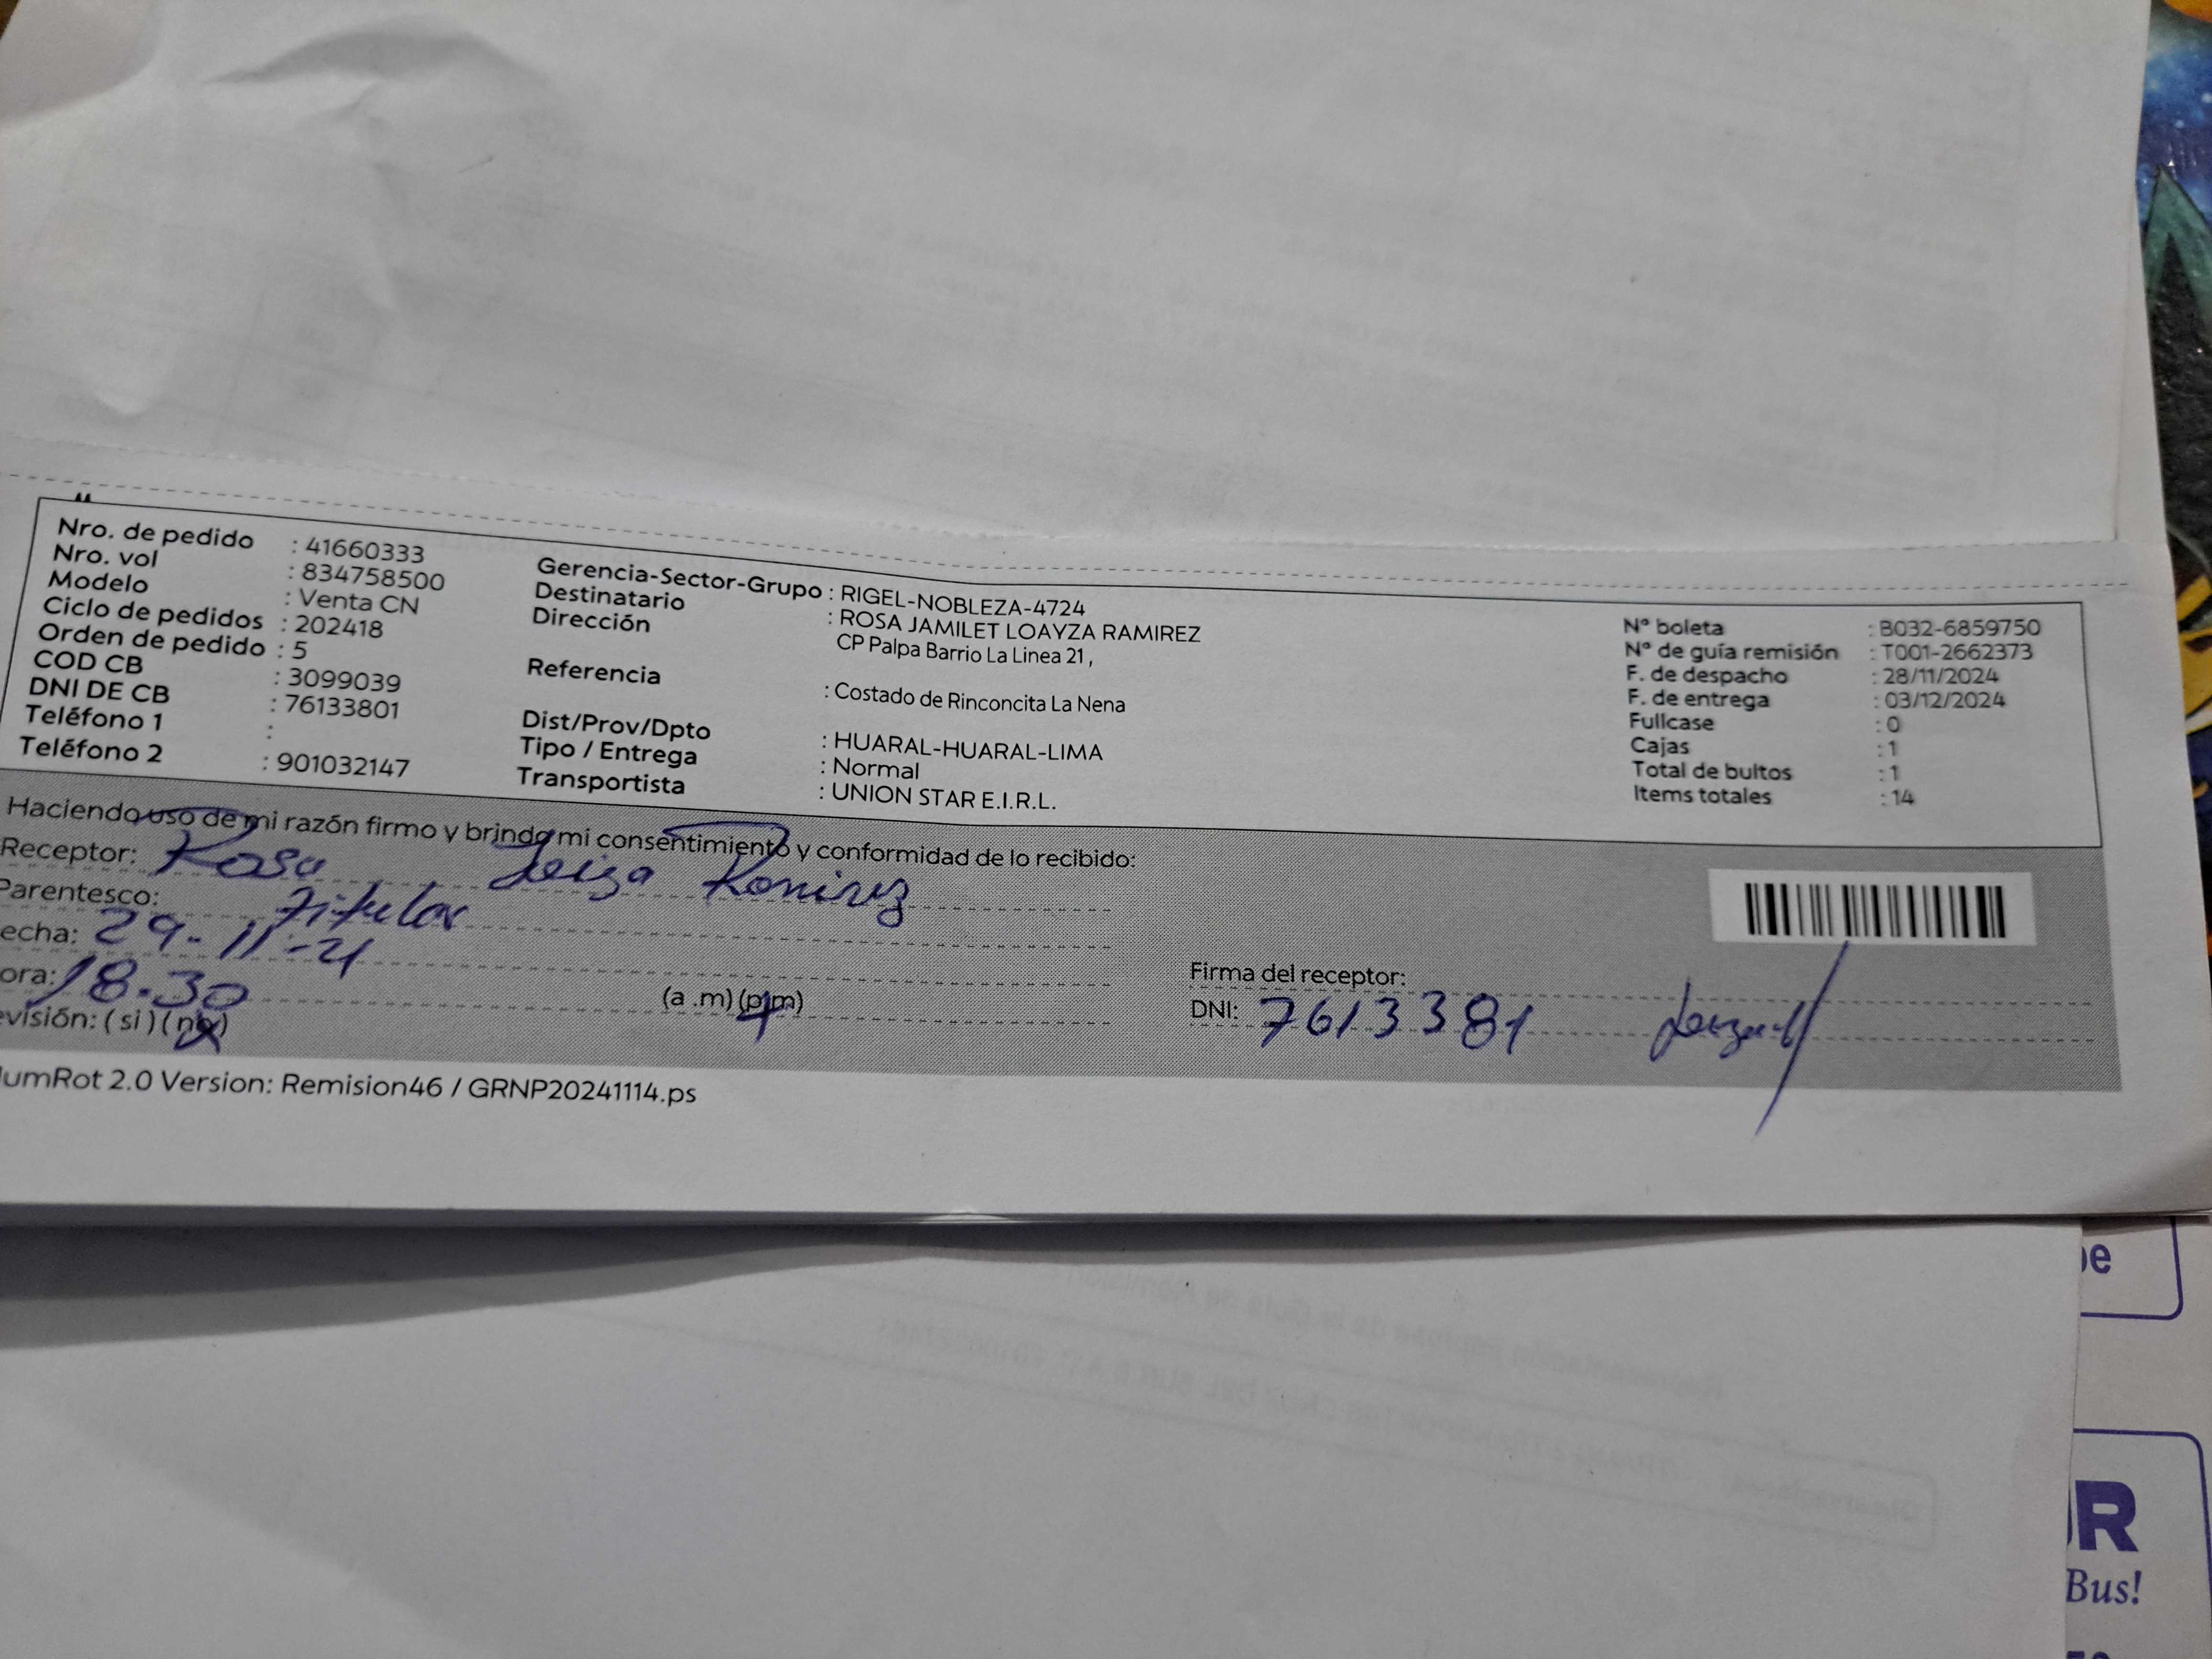 Nro. de pedido : 41660333
Nro. vol : 834758500
Modelo : Venta CN
Ciclo de pedidos : 202418
Orden de pedido : 5
COD CB : 3099039
DNI DE CB : 76133801
Teléfono 1 :
Teléfono 2 : 901032147
Gerencia-Sector-Grupo : RIGEL-NOBLEZA-4724
Destinatario : ROSA JAMILET LOAYZA RAMIREZ
Dirección CP Palpa Barrio La Linea 21 ,
Referencia : Costado de Rinconcita La Nena
Dist/Prov/Dpto : HUARAL-HUARAL-LIMA
Tipo / Entrega : Normal
Transportista : UNION STAR E.I.R.L.
N° boleta : B032-6859750
N° de guía remisión : T001-2662373
F. de despacho : 28/11/2024
F. de entrega : 03/12/2024
Fullcase : 0
Cajas : 1
Total de bultos : 1
Items totales : 14
Haciendo uso de mi razón firmo y brindo mi consentimiento y conformidad de lo recibido:
Receptor: Rosa Ramirez
Parentesco: Titular
echa: 29-11-24
ora: 18.30 (a .m) (p.m)
evisión: ( si ) ( no )
Firma del receptor:
DNI: 7613381
umRot 2.0 Version: Remision46 / GRNP20241114.ps
be
UR
Bus!